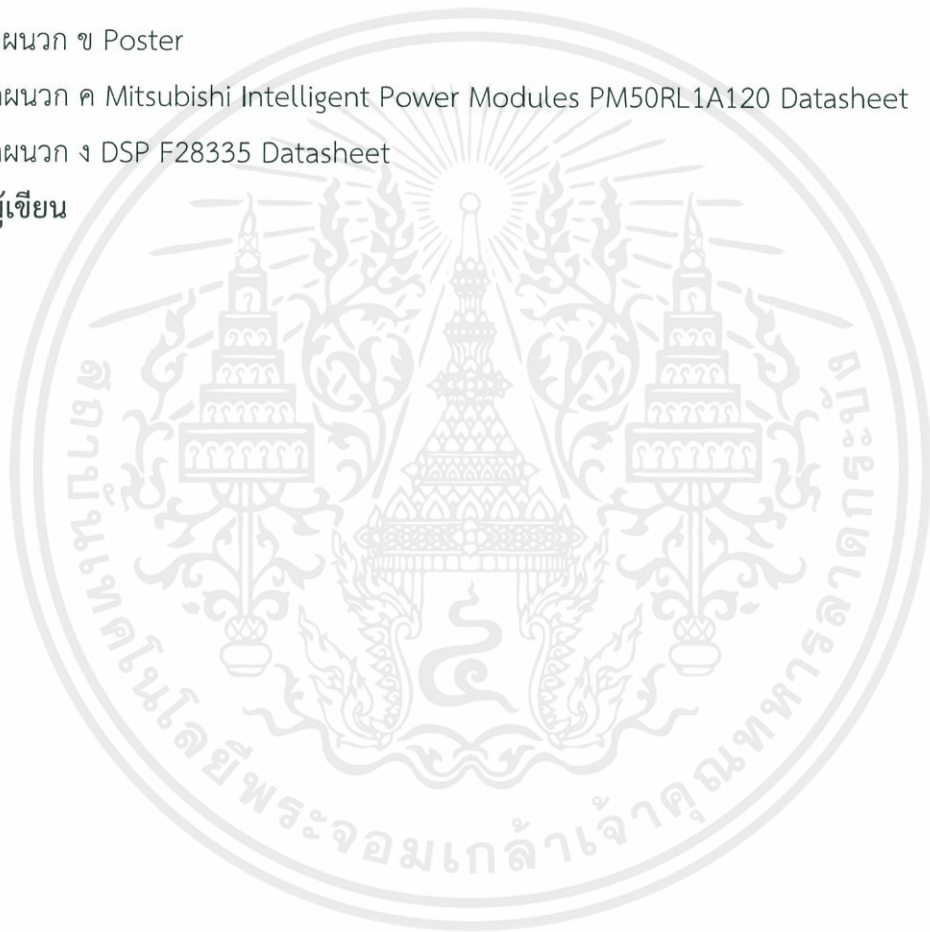 ผนวก ข Poster
ผนวก ค Mitsubishi Intelligent Power Modules PM50RL1A120 Datasheet
ผนวก ง DSP F28335 Datasheet
ผู้เขียน
สถาบันเทคโนโลยีพระจอมเกล้าเจ้าคุณทหารลาดกระบัง